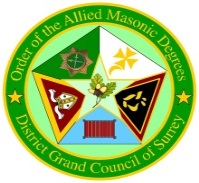 Order of the Allied Masonic Degrees
District Grand Council of Surrey